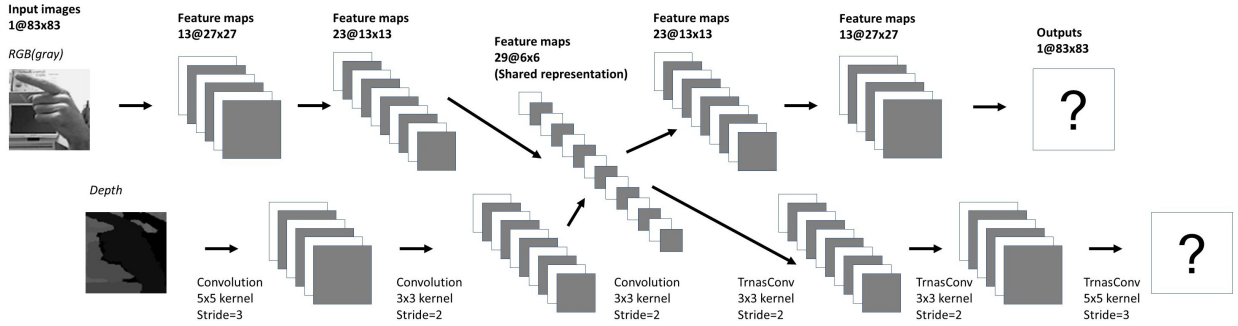 Input images
1@83x83
RGB(gray)
Feature maps
13@27x27
Feature maps
23@13x13
Feature maps
29@6x6
(Shared representation)
Feature maps
23@13x13
Feature maps
13@27x27
Outputs
1@83x83
?
Depth
Convolution
5x5 kernel
Stride=3
Convolution
3x3 kernel
Stride=2
Convolution
3x3 kernel
Stride=2
TrnasConv
3x3 kernel
Stride=2
TrnasConv
3x3 kernel
Stride=2
TrnasConv
5x5 kernel
Stride=3
?